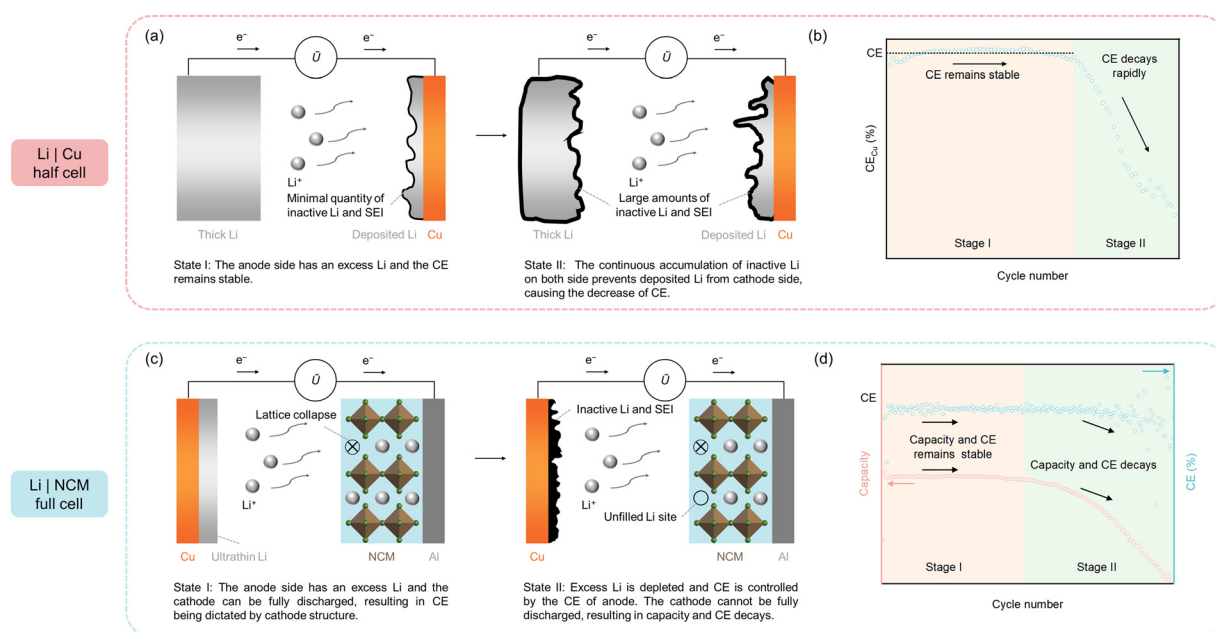 (a)
e⁻
Ü
e⁻
Li⁺
Minimal quantity of
inactive Li and SEI
Thick Li
Deposited Li
Cu
State I: The anode side has an excess Li and the CE
remains stable.
e⁻
Ü
e⁻
Li⁺
Large amounts of
inactive Li and SEI
Thick Li
Deposited Li
Cu
State II: The continuous accumulation of inactive Li
on both side prevents deposited Li from cathode side,
causing the decrease of CE.
(b)
CE
CE remains stable
CE decays
rapidly
CE_Cu (%)
Stage I
Stage II
Cycle number
Li | Cu
half cell
(c)
e⁻
Ü
e⁻
Lattice collapse
Li⁺
Cu
Ultrathin Li
NCM
Al
State I: The anode side has an excess Li and the
cathode can be fully discharged, resulting in CE
being dictated by cathode structure.
e⁻
Ü
e⁻
Inactive Li and SEI
Li⁺
Unfilled Li site
Cu
NCM
Al
State II: Excess Li is depleted and CE is controlled
by the CE of anode. The cathode cannot be fully
discharged, resulting in capacity and CE decays.
(d)
CE
Capacity and CE
remains stable
Capacity and CE decays
Capacity
CE (%)
Stage I
Stage II
Cycle number
Li | NCM
full cell